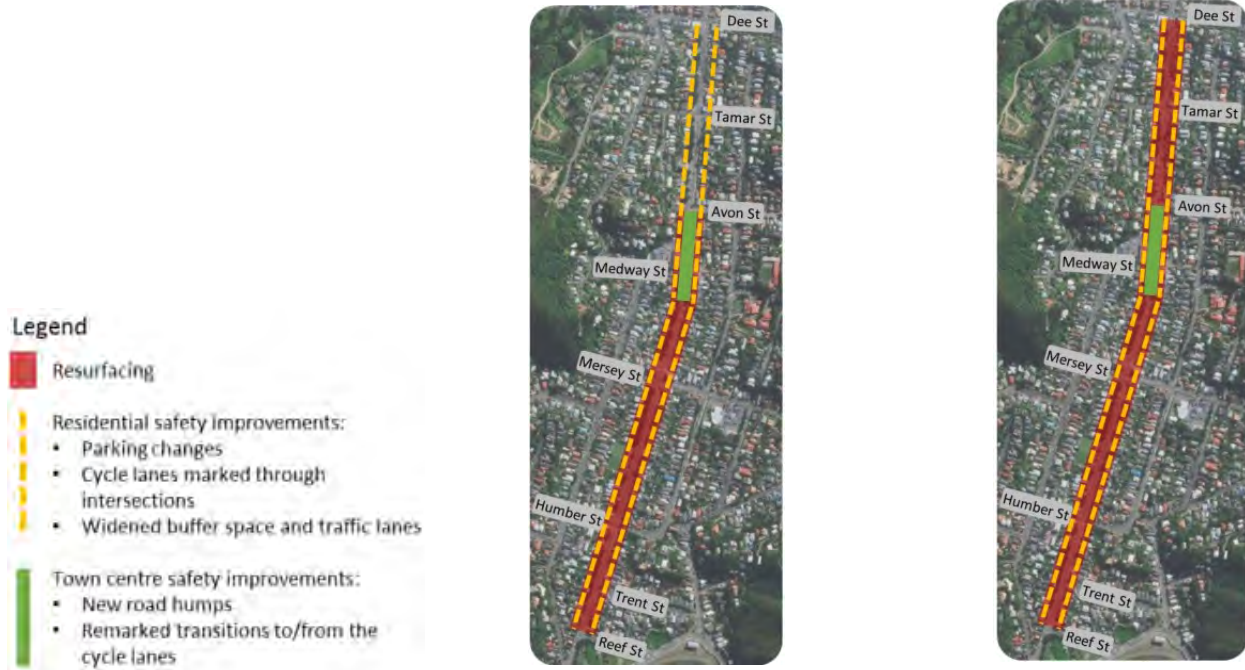 Legend
Resurfacing
Residential safety improvements:
• Parking changes
• Cycle lanes marked through
intersections
• Widened buffer space and traffic lanes
Town centre safety improvements:
• New road humps
• Remarked transitions to/from the
cycle lanes
Dee St
Tamar St
Avon St
Medway St
Mersey St
Humber St
Trent St
Reef St
Dee St
Tamar St
Avon St
Medway St
Mersey St
Humber St
Trent St
Reef St